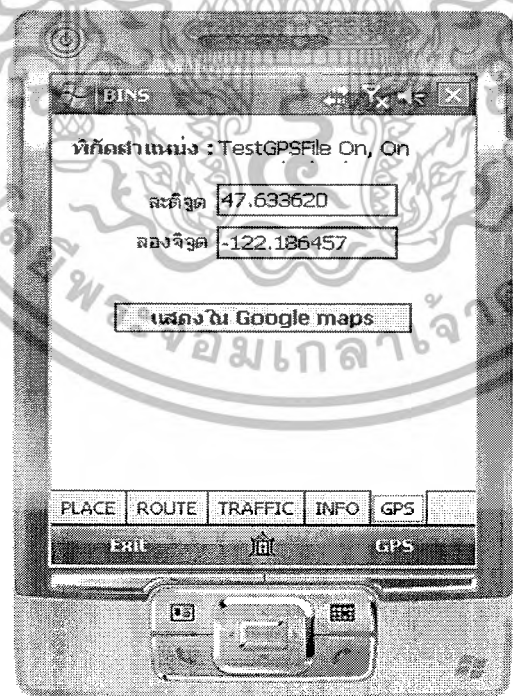 BINS
พิกัดตำแหน่ง : TestGPSFile On, On
ละติจูด 47.633620
ลองจิจูด -122.186457
แสดงใน Google maps
PLACE ROUTE TRAFFIC INFO GPS
Exit GPS